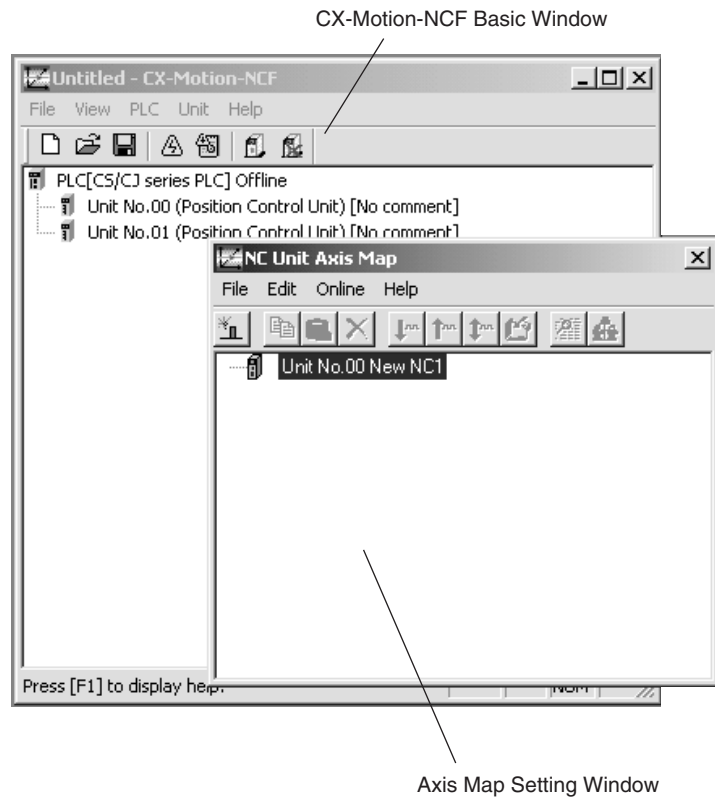 CX-Motion-NCF Basic Window
Untitled - CX-Motion-NCF
File View PLC Unit Help
PLC[CS/CJ series PLC] Offline
Unit No.00 (Position Control Unit) [No comment]
Unit No.01 (Position Control Unit) [No comment]
NC Unit Axis Map
File Edit Online Help
Unit No.00 New NC1
Press [F1] to display help.
NUM
Axis Map Setting Window